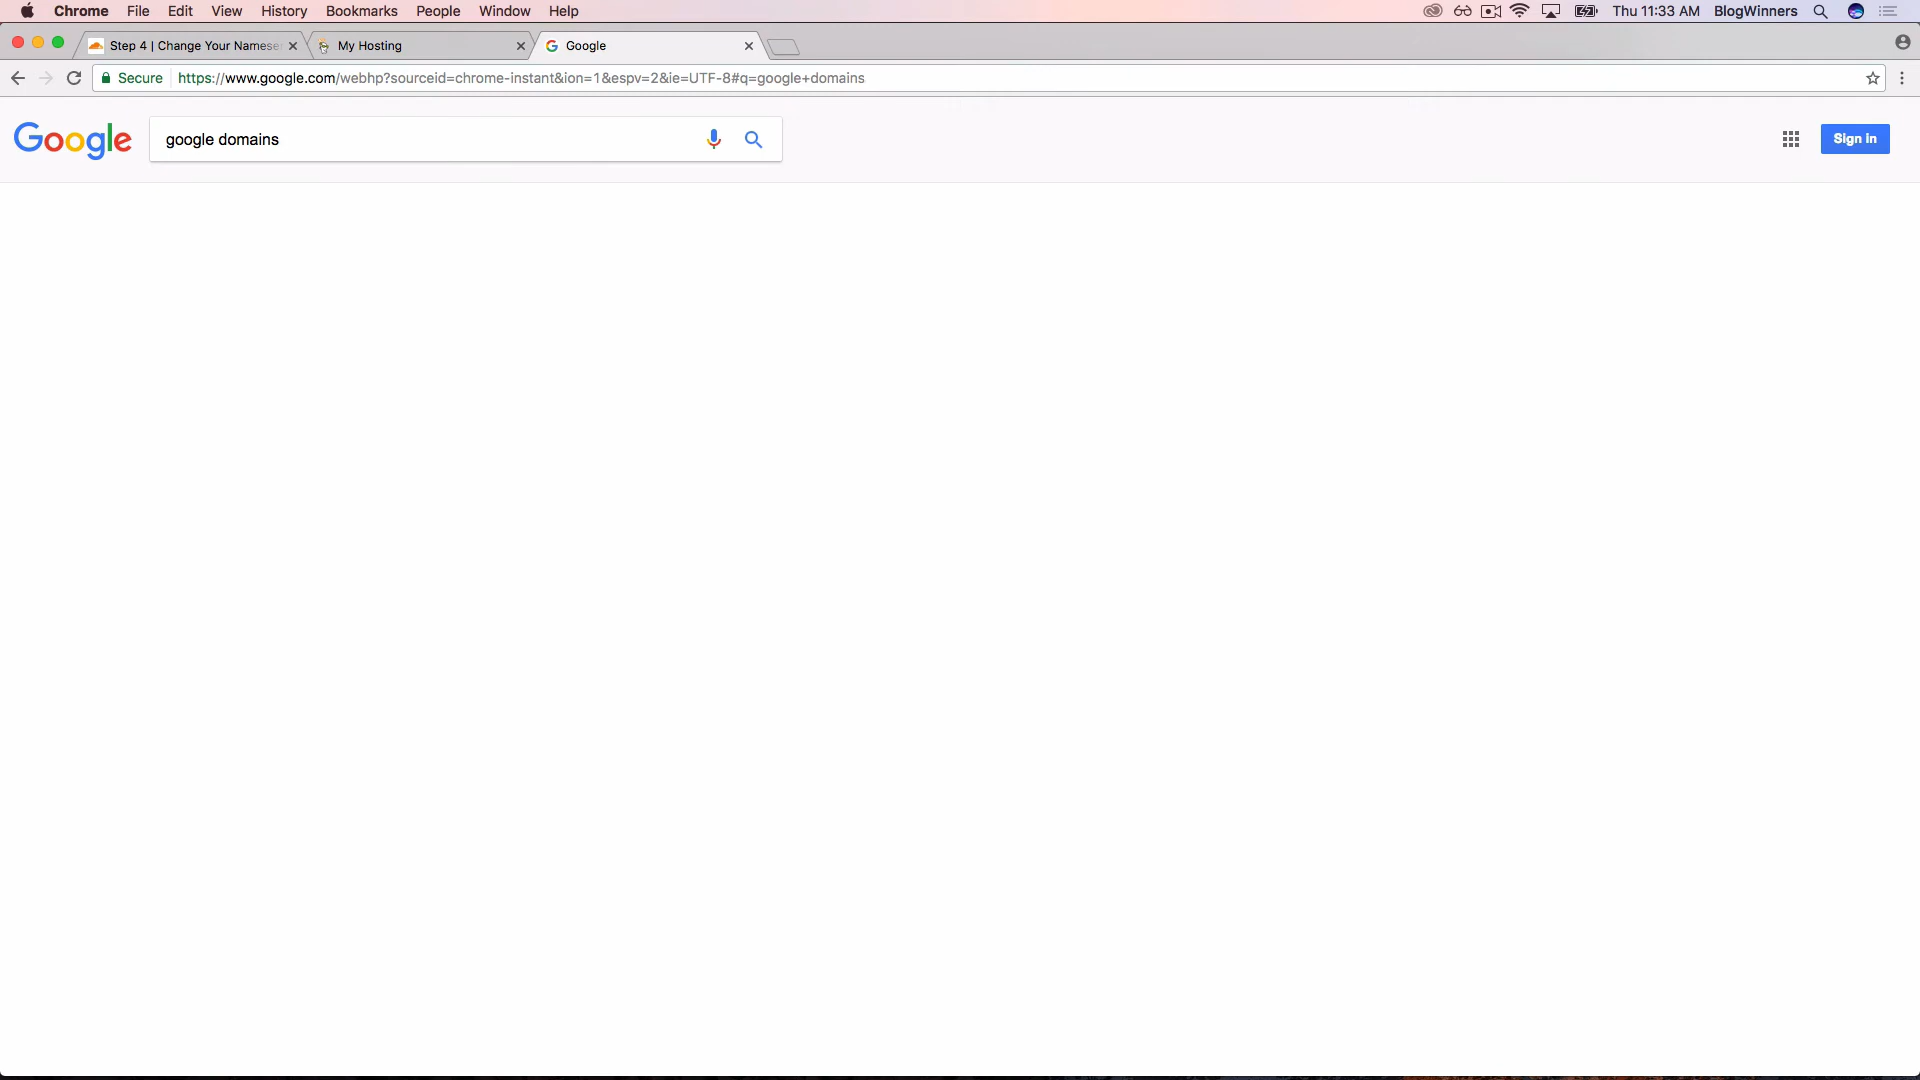 Chrome File Edit View History Bookmarks People Window Help Thu 11:33 AM BlogWinners
Step 4 | Change Your Nameser My Hosting Google
Secure https://www.google.com/webhp?sourceid=chrome-instant&ion=1&espv=2&ie=UTF-8#q=google+domains
Google google domains Sign in